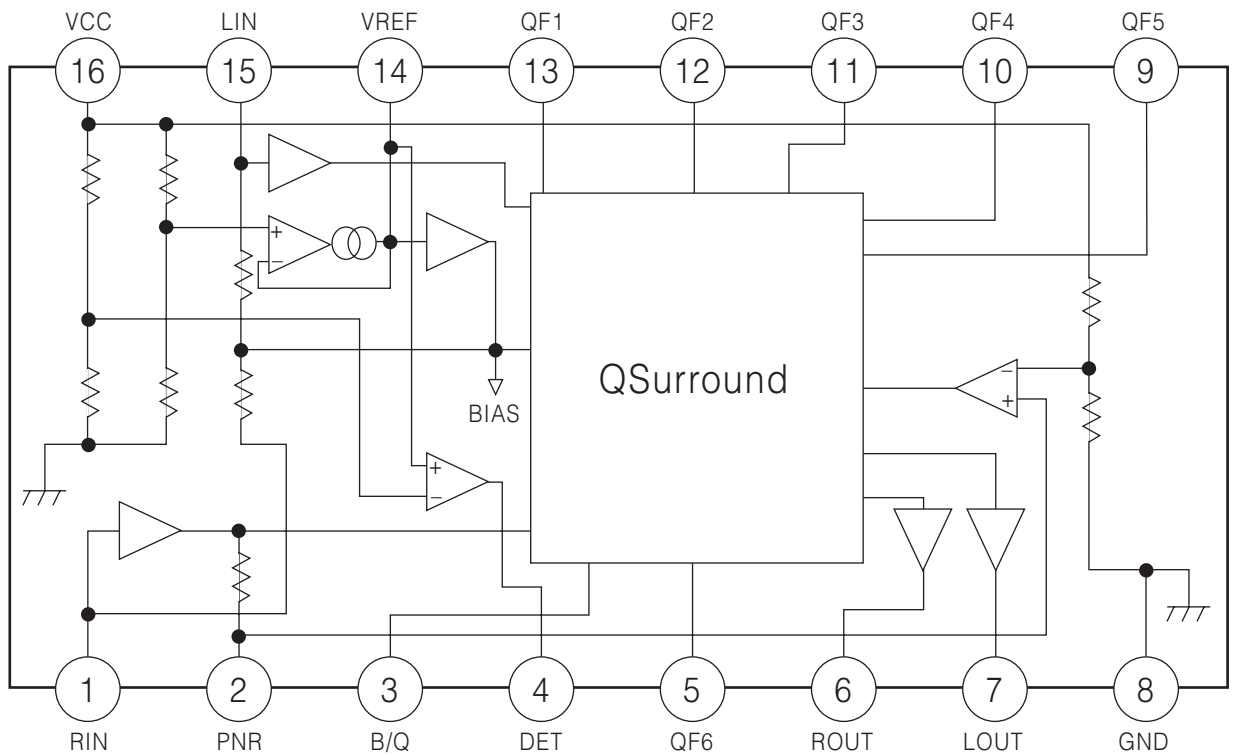 VCC LIN VREF QF1 QF2 QF3 QF4 QF5
16 15 14 13 12 11 10 9
+
−
QSurround
−
+
BIAS
+
−
1 2 3 4 5 6 7 8
RIN PNR B/Q DET QF6 ROUT LOUT GND